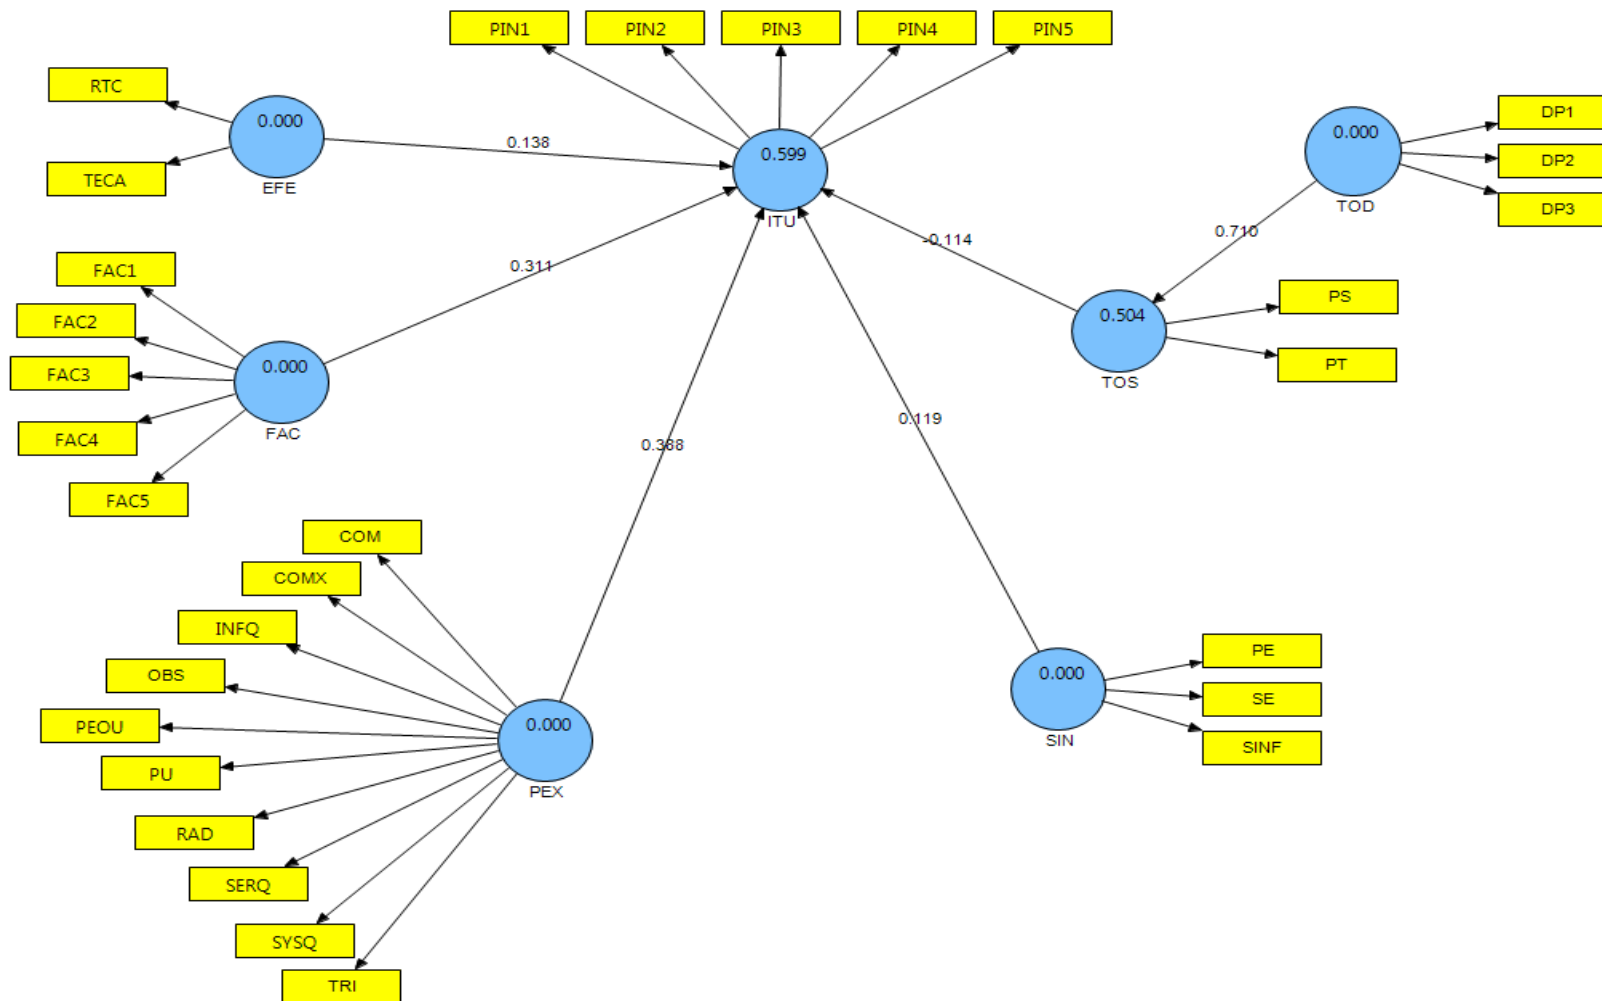 PIN1
PIN2
PIN3
PIN4
PIN5
RTC
TECA
0.000
EFE
0.138
0.599
ITU
0.000
TOD
DP1
DP2
DP3
0.710
-0.114
0.504
TOS
PS
PT
FAC1
FAC2
FAC3
FAC4
FAC5
0.000
FAC
0.311
0.388
0.119
COM
COMX
INFQ
OBS
PEOU
PU
RAD
SERQ
SYSQ
TRI
0.000
PEX
0.000
SIN
PE
SE
SINF